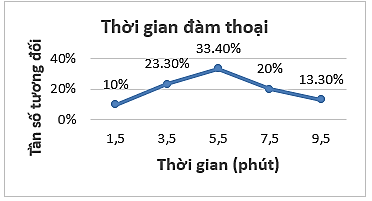 Thời gian đàm thoại
Tần số tương đối
40%
20%
0%
10%
23.30%
33.40%
20%
13.30%
1,5 3,5 5,5 7,5 9,5
Thời gian (phút)